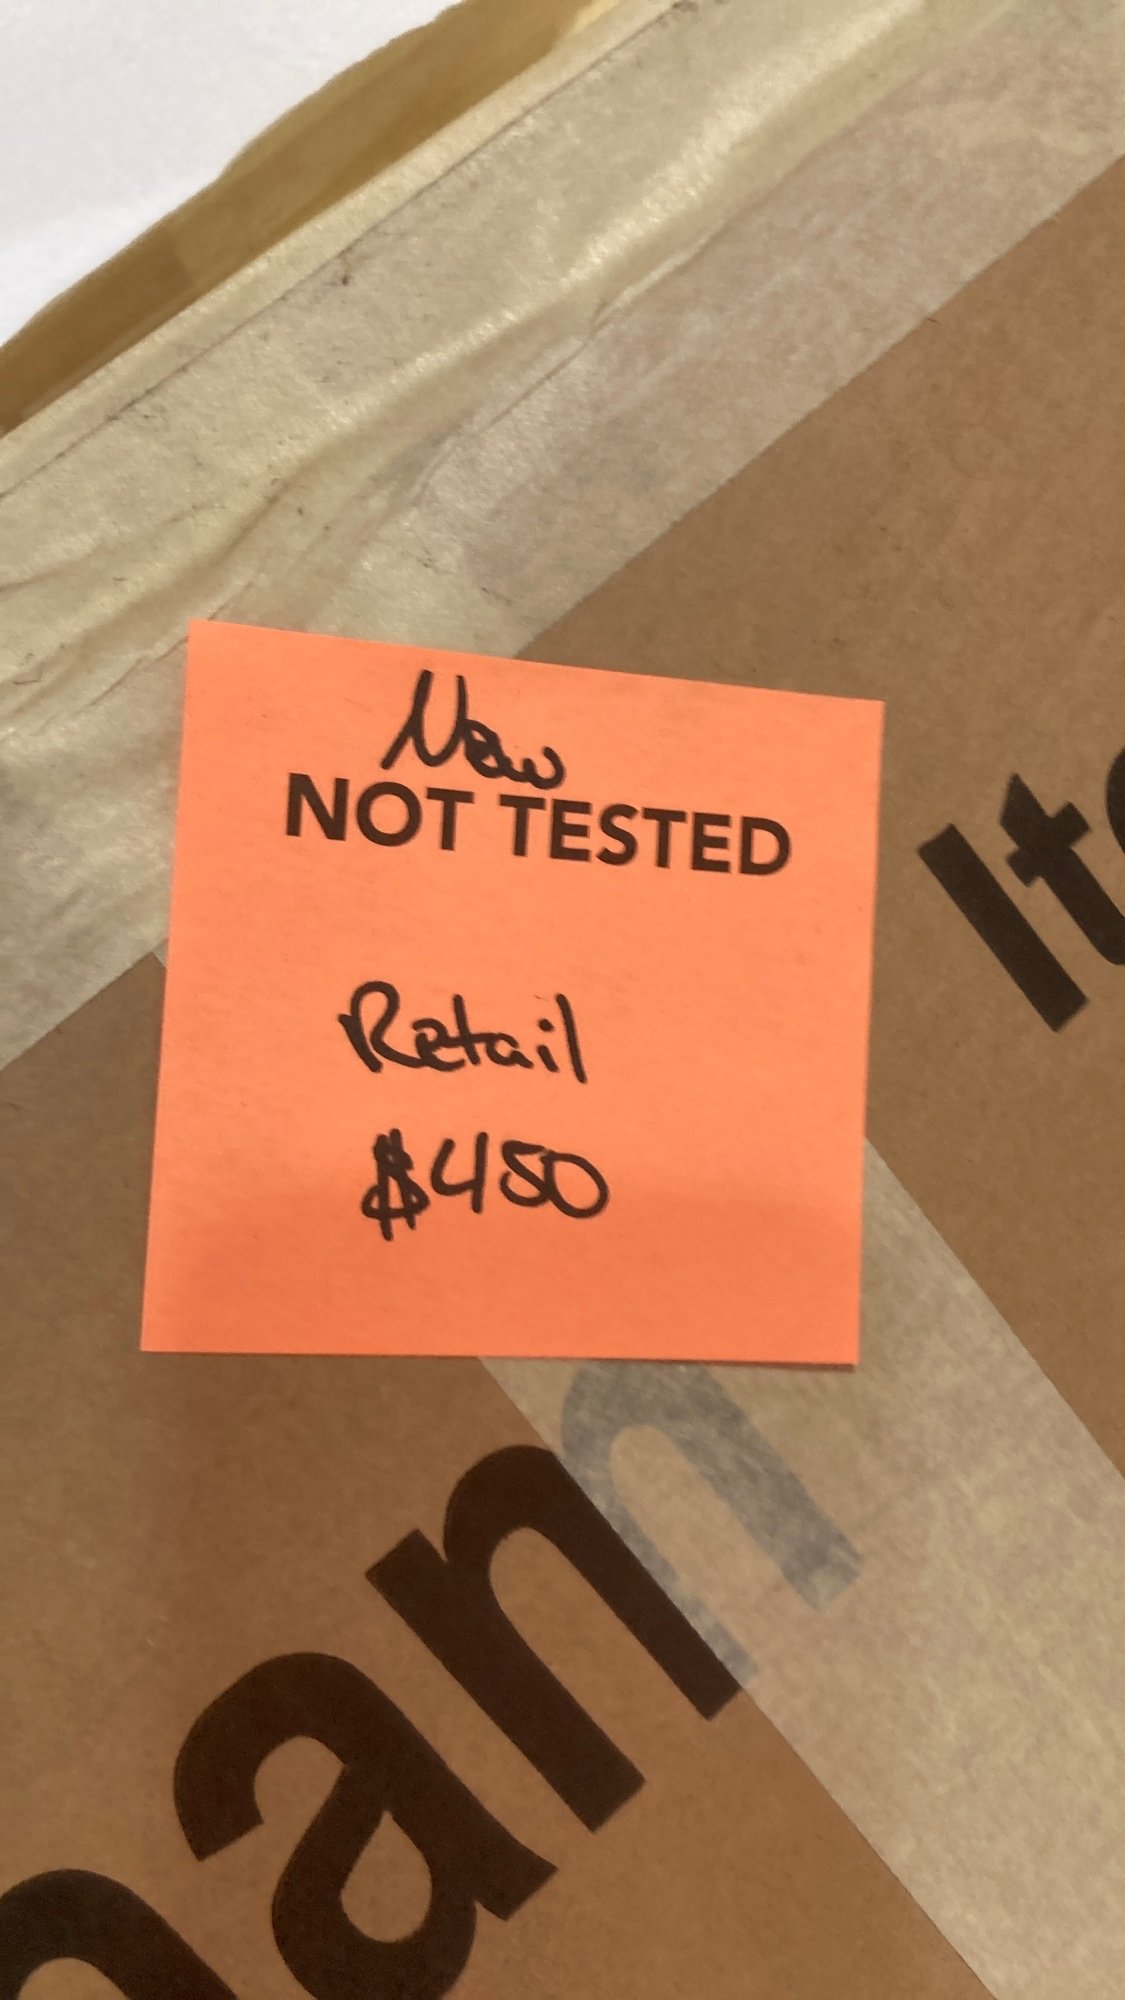 New
NOT TESTED
Retail
$450